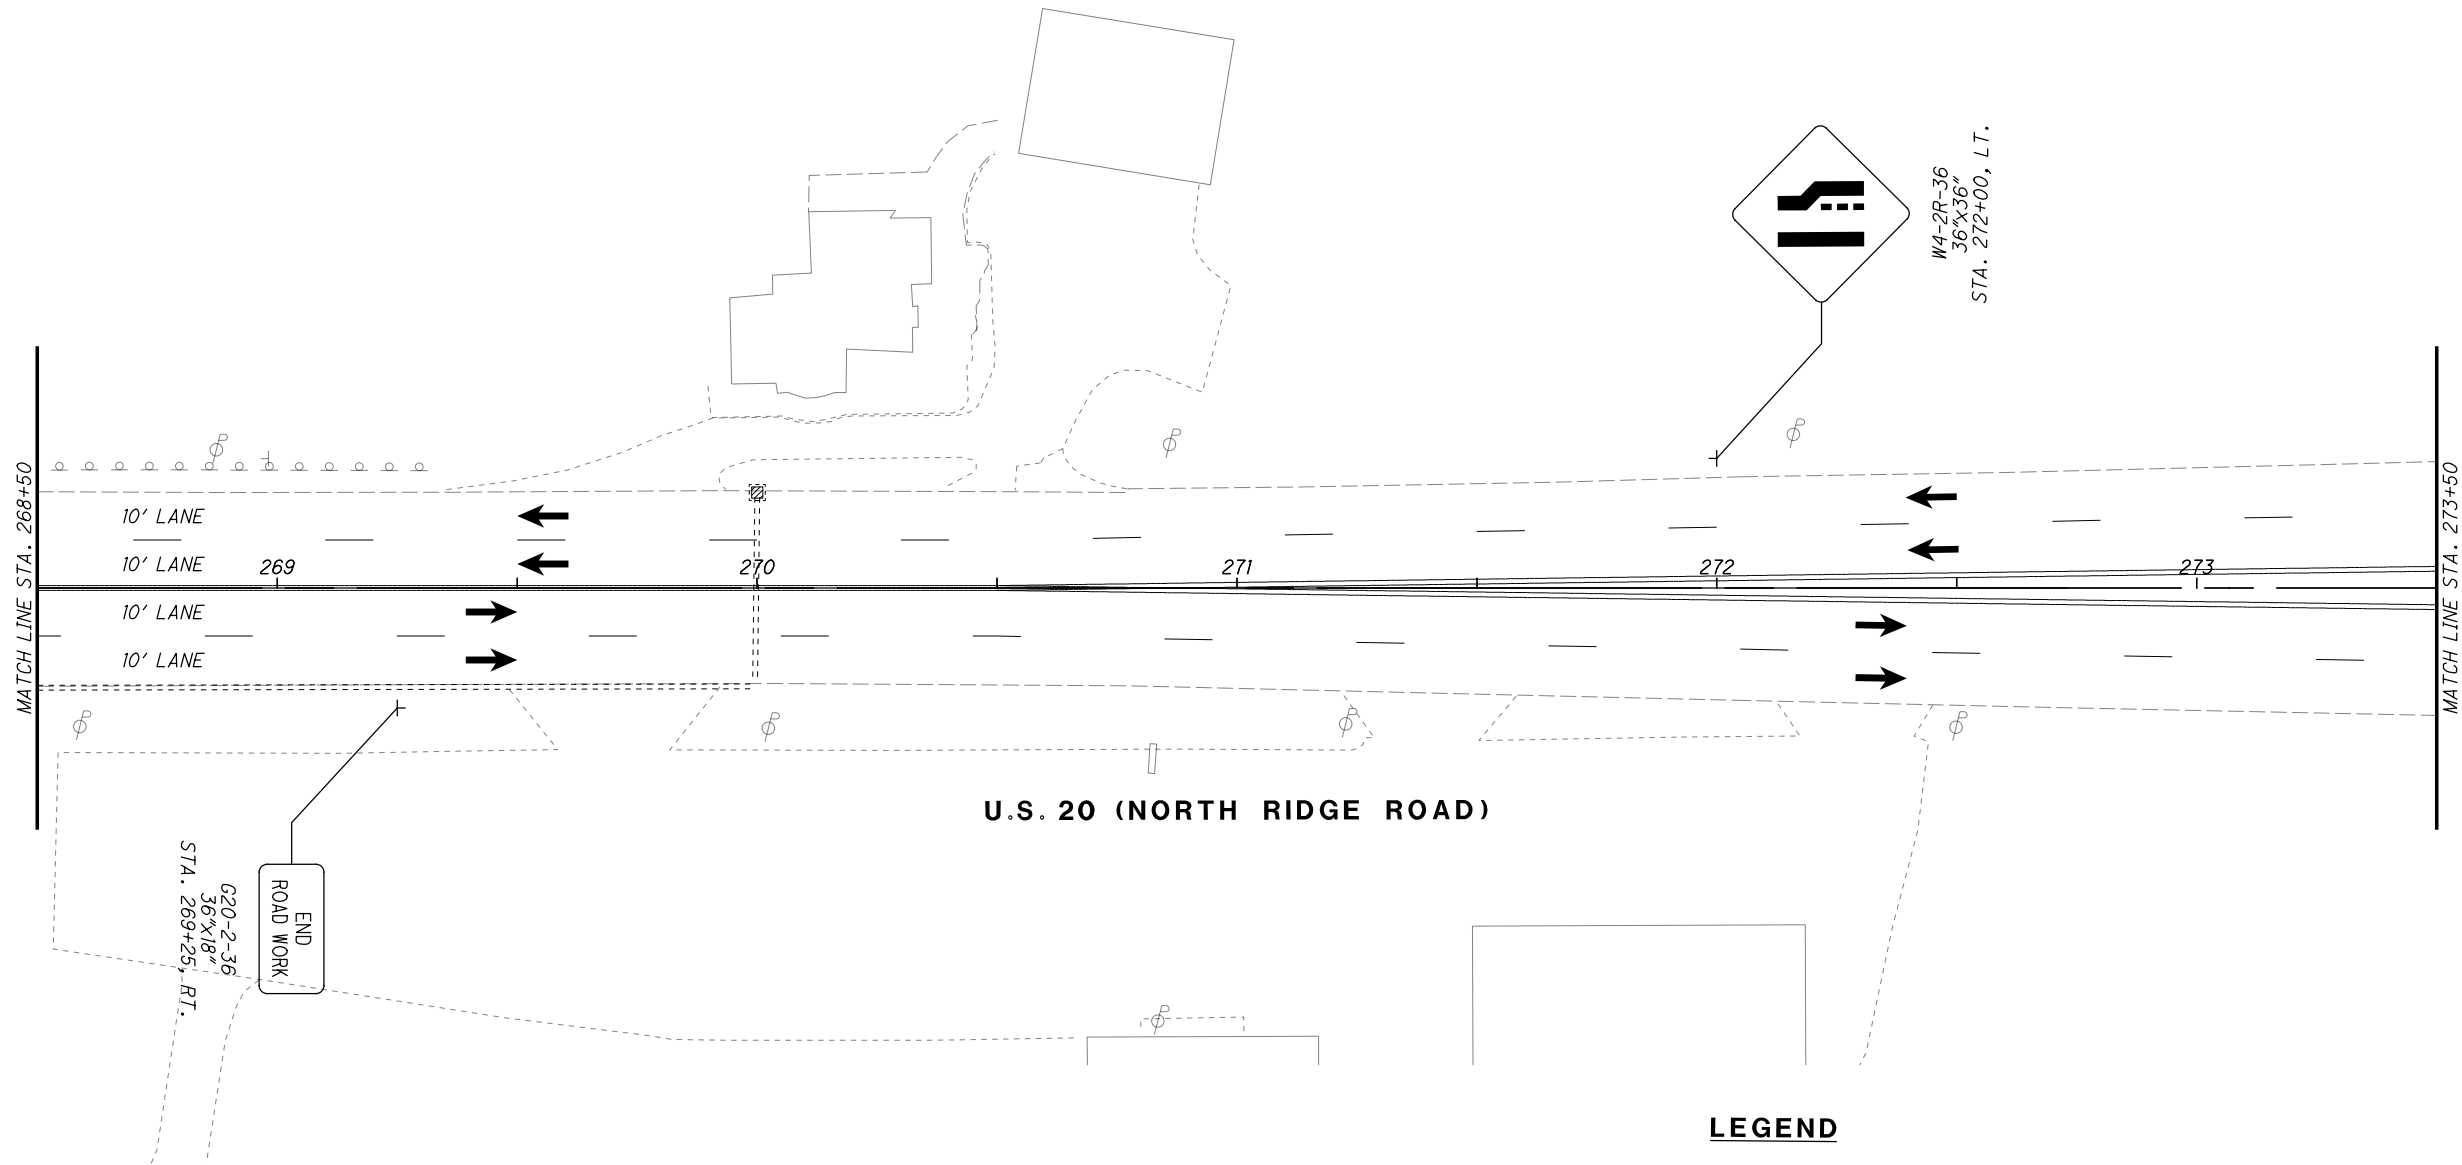 W4-2R-36
36"x36"
STA. 272+00, LT.
MATCH LINE STA. 268+50
10' LANE
10' LANE
269
270
271
272
273
10' LANE
10' LANE
MATCH LINE STA. 273+50
U.S. 20 (NORTH RIDGE ROAD)
END
ROAD WORK
G20-2-36
36"x18"
STA. 269+25, RT.
LEGEND